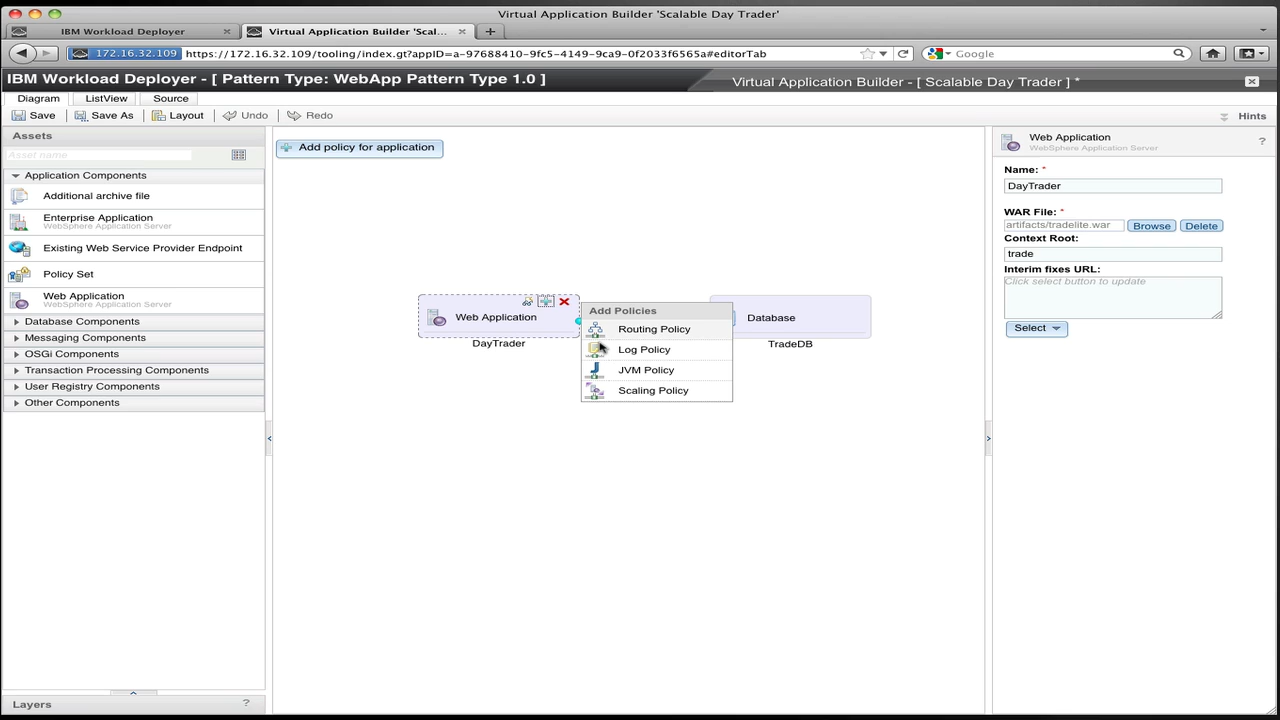 Virtual Application Builder 'Scalable Day Trader'
IBM Workload Deployer
Virtual Application Builder 'Scal...
172.16.32.109
https://172.16.32.109/tooling/index.gt?appID=a-97688410-9fc5-4149-9ca9-0f2033f6565a#editorTab
Google
IBM Workload Deployer - [ Pattern Type: WebApp Pattern Type 1.0 ]
Virtual Application Builder - [ Scalable Day Trader ] *
Diagram
ListView
Source
Save
Save As
Layout
Undo
Redo
Hints
Assets
Asset name
Application Components
Additional archive file
Enterprise Application
WebSphere Application Server
Existing Web Service Provider Endpoint
Policy Set
Web Application
WebSphere Application Server
Database Components
Messaging Components
OSGi Components
Transaction Processing Components
User Registry Components
Other Components
Layers
?
Add policy for application
Web Application
DayTrader
Add Policies
Routing Policy
Log Policy
JVM Policy
Scaling Policy
Database
TradeDB
Web Application
WebSphere Application Server
?
Name: *
DayTrader
WAR File: *
artifacts/tradelite.war
Browse
Delete
Context Root:
trade
Interim fixes URL:
Click select button to update
Select